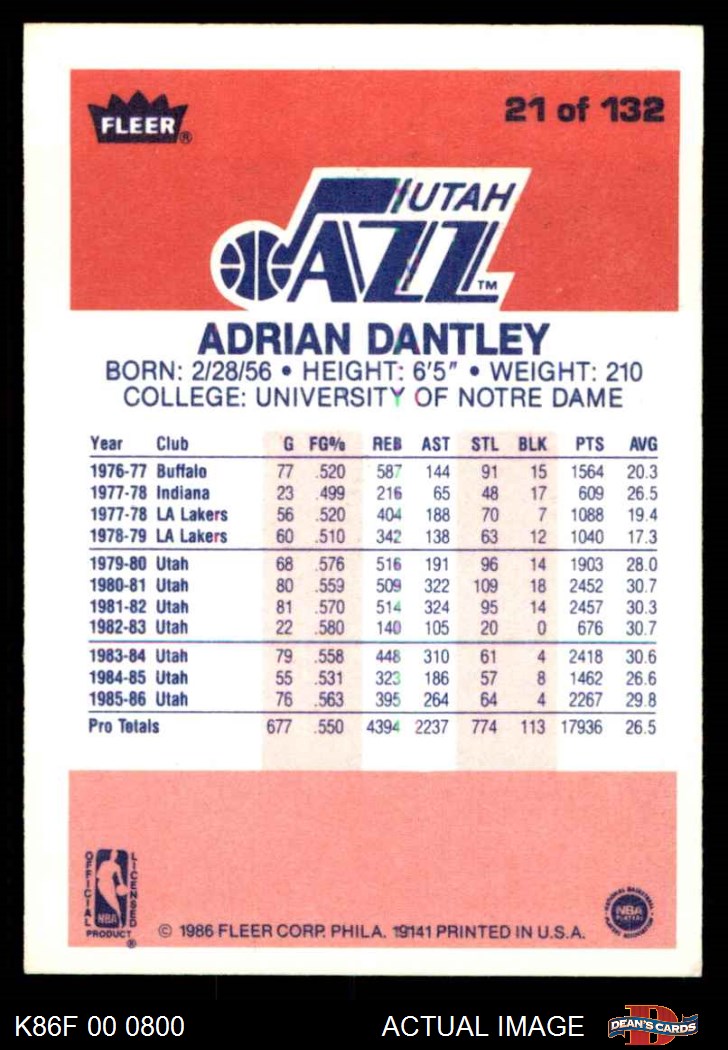 FLEER®
21 of 132
UTAH
JAZZ™
ADRIAN DANTLEY
BORN: 2/28/56 • HEIGHT: 6'5" • WEIGHT: 210
COLLEGE: UNIVERSITY OF NOTRE DAME
Year Club G FG% REB AST STL BLK PTS AVG
1976-77 Buffalo 77 .520 587 144 91 15 1564 20.3
1977-78 Indiana 23 .499 216 65 48 17 609 26.5
1977-78 LA Lakers 56 .520 404 188 70 7 1088 19.4
1978-79 LA Lakers 60 .510 342 138 63 12 1040 17.3
1979-80 Utah 68 .576 516 191 96 14 1903 28.0
1980-81 Utah 80 .559 509 322 109 18 2452 30.7
1981-82 Utah 81 .570 514 324 95 14 2457 30.3
1982-83 Utah 22 .580 140 105 20 0 676 30.7
1983-84 Utah 79 .558 448 310 61 4 2418 30.6
1984-85 Utah 55 .531 323 186 57 8 1462 26.6
1985-86 Utah 76 .563 395 264 64 4 2267 29.8
Pro Totals 677 .550 4394 2237 774 113 17936 26.5
OFFICIAL LICENSED
NBA
PRODUCT ®
© 1986 FLEER CORP. PHILA. 19141 PRINTED IN U.S.A.
NATIONAL BASKETBALL
NBA
PLAYERS
ASSOCIATION
K86F 00 0800
ACTUAL IMAGE
D
DEAN'S CARDS